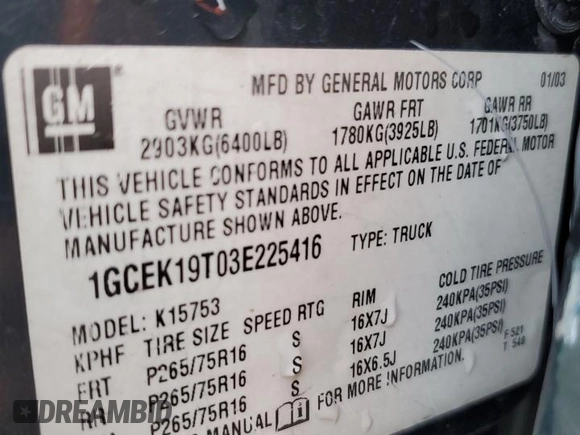 GM
MFD BY GENERAL MOTORS CORP 01/03
GVWR GAWR FRT GAWR RR
2903KG(6400LB) 1780KG(3925LB) 1701KG(3750LB)
THIS VEHICLE CONFORMS TO ALL APPLICABLE U.S. FEDERAL MOTOR
VEHICLE SAFETY STANDARDS IN EFFECT ON THE DATE OF
MANUFACTURE SHOWN ABOVE.
1GCEK19T03E225416 TYPE: TRUCK
MODEL: K15753
KPHF TIRE SIZE SPEED RTG RIM COLD TIRE PRESSURE
FRT P265/75R16 S 16X7J 240KPA(35PSI)
RR P265/75R16 S 16X7J 240KPA(35PSI)
P265/75R16 S 16X6.5J 240KPA(35PSI)
F-521
T 548
MANUAL FOR MORE INFORMATION.
DREAMBID